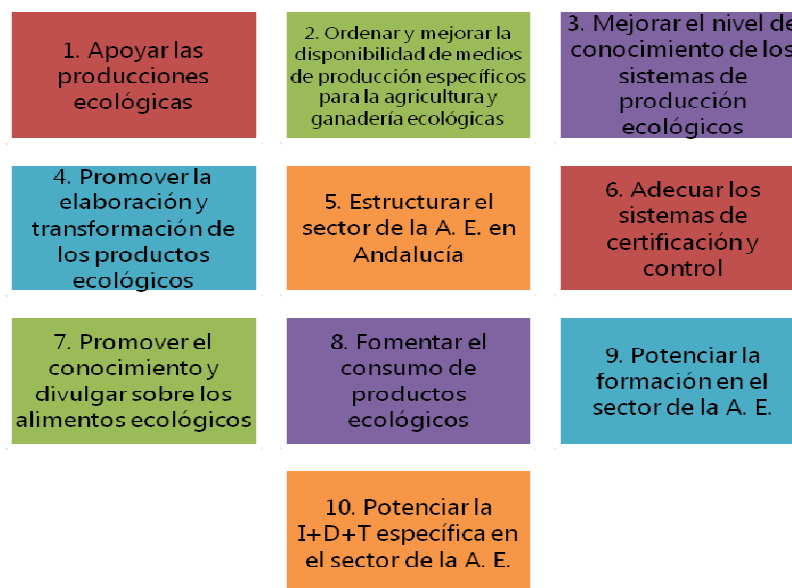 1. Apoyar las
producciones
ecológicas
2. Ordenar y mejorar la
disponibilidad de medios
de producción específicos
para la agricultura y
ganadería ecológicas
3. Mejorar el nivel de
conocimiento de los
sistemas de
producción
ecológicos
4. Promover la
elaboración y
transformación de
los productos
ecológicos
5. Estructurar el
sector de la A. E. en
Andalucía
6. Adecuar los
sistemas de
certificación y
control
7. Promover el
conocimiento y
divulgar sobre los
alimentos ecológicos
8. Fomentar el
consumo de
productos
ecológicos
9. Potenciar la
formación en el
sector de la A. E.
10. Potenciar la
I+D+T específica en
el sector de la A. E.